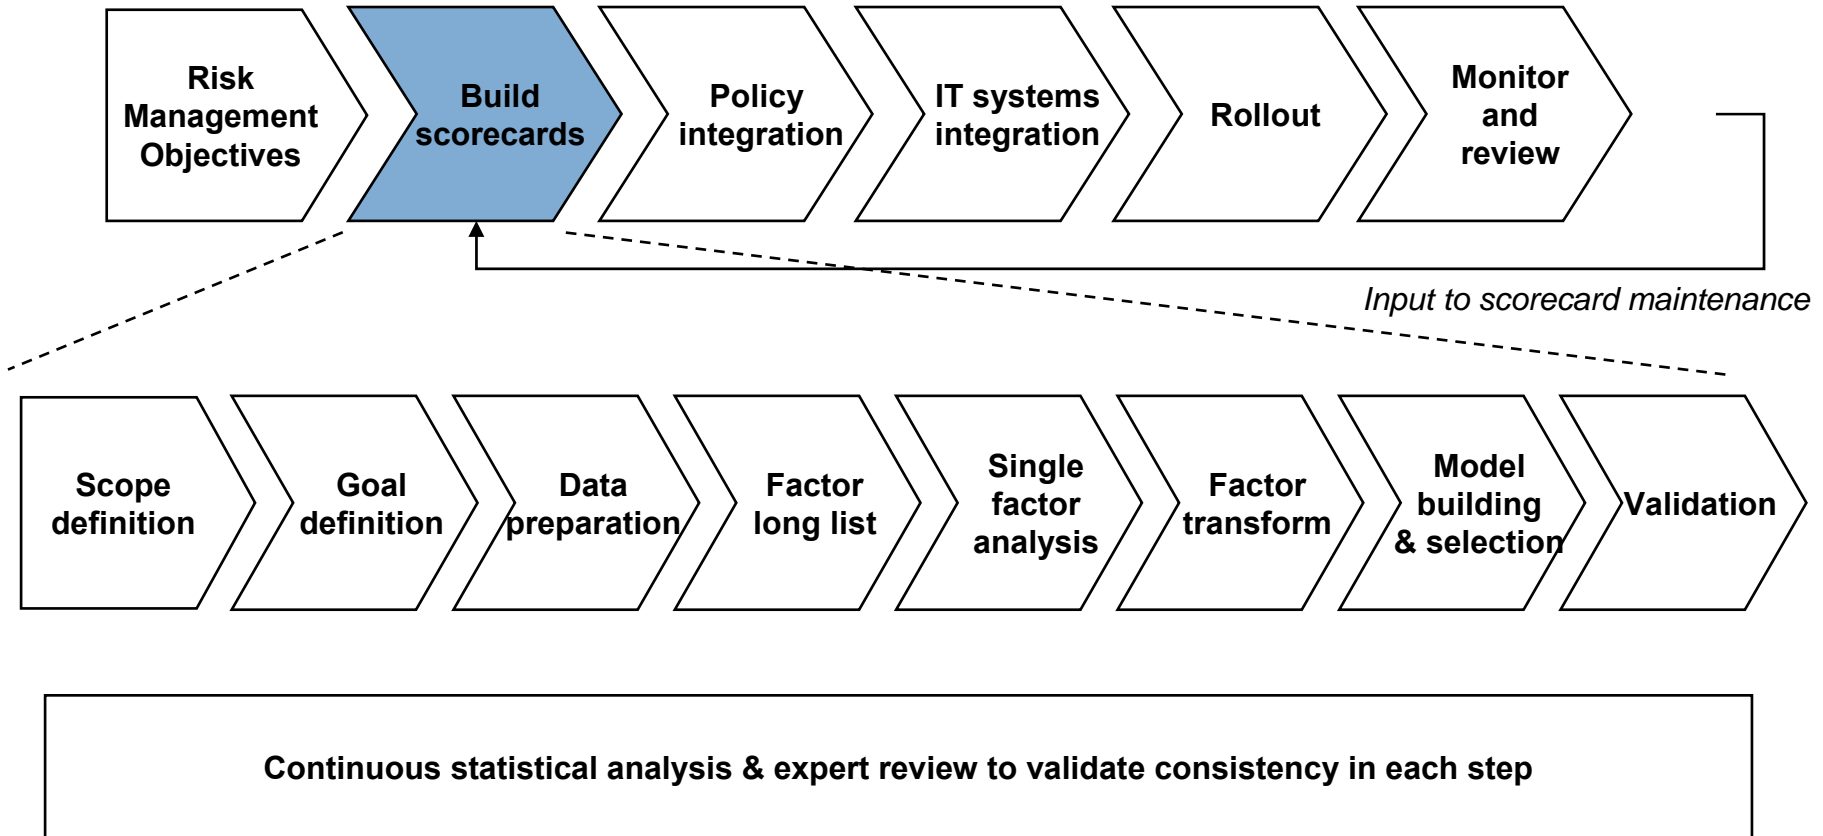 Risk
Management
Objectives
Build
scorecards
Policy
integration
IT systems
integration
Rollout
Monitor
and
review
Input to scorecard maintenance
Scope
definition
Goal
definition
Data
preparation
Factor
long list
Single
factor
analysis
Factor
transform
Model
building
& selection
Validation
Continuous statistical analysis & expert review to validate consistency in each step